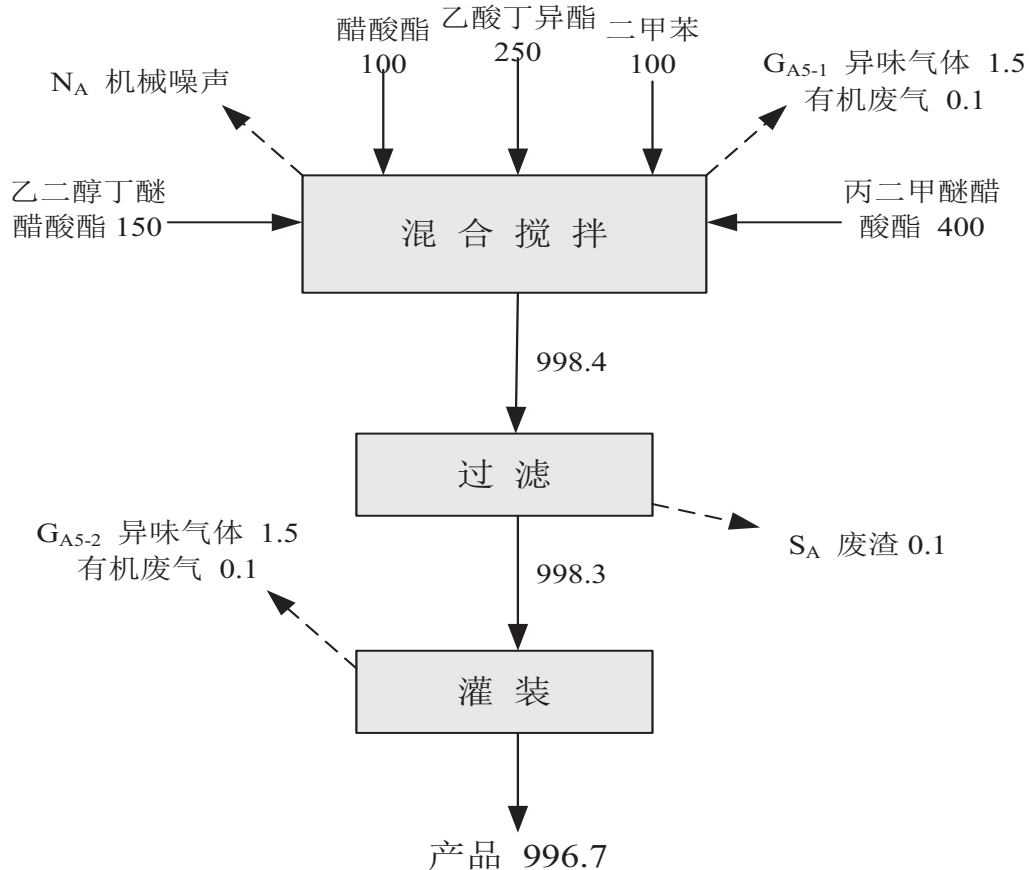 醋酸酯
100
乙酸丁异酯
250
二甲苯
100
N_A 机械噪声
G_A5-1 异味气体 1.5
有机废气 0.1
乙二醇丁醚
醋酸酯 150
混 合 搅 拌
丙二甲醚醋
酸酯 400
998.4
过 滤
S_A 废渣 0.1
G_A5-2 异味气体 1.5
有机废气 0.1
998.3
灌 装
产品 996.7